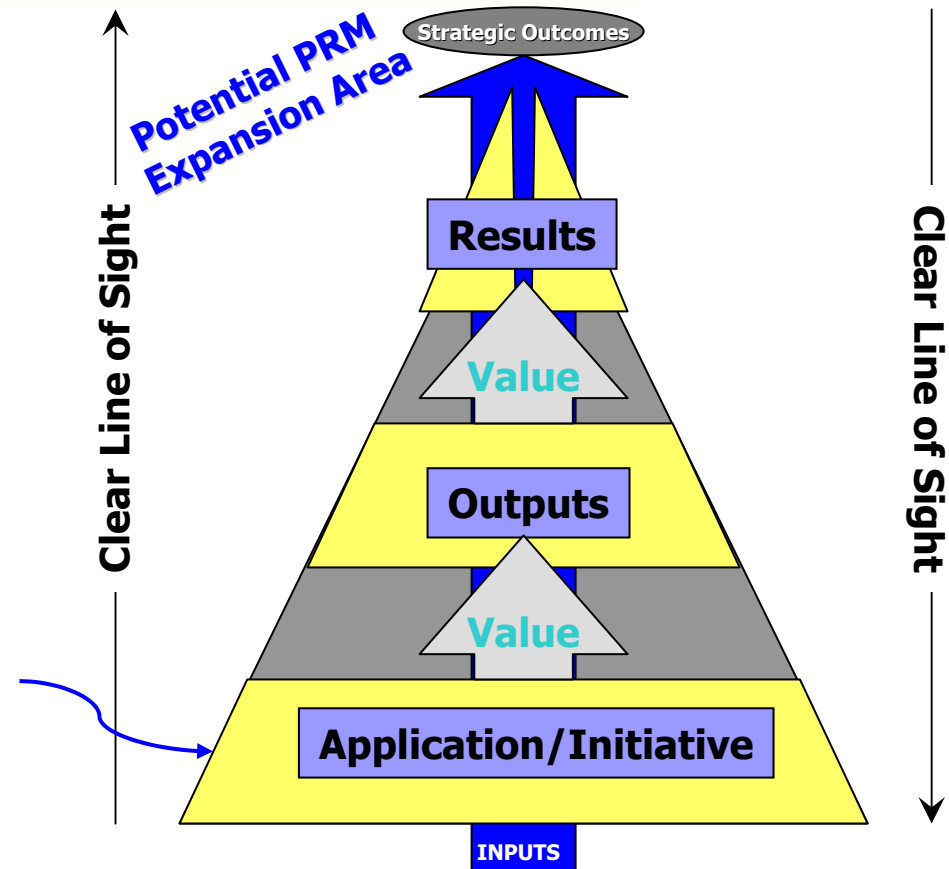 Strategic Outcomes
Potential PRM
Expansion Area
Clear Line of Sight
Results
Clear Line of Sight
Value
Outputs
Value
Application/Initiative
INPUTS